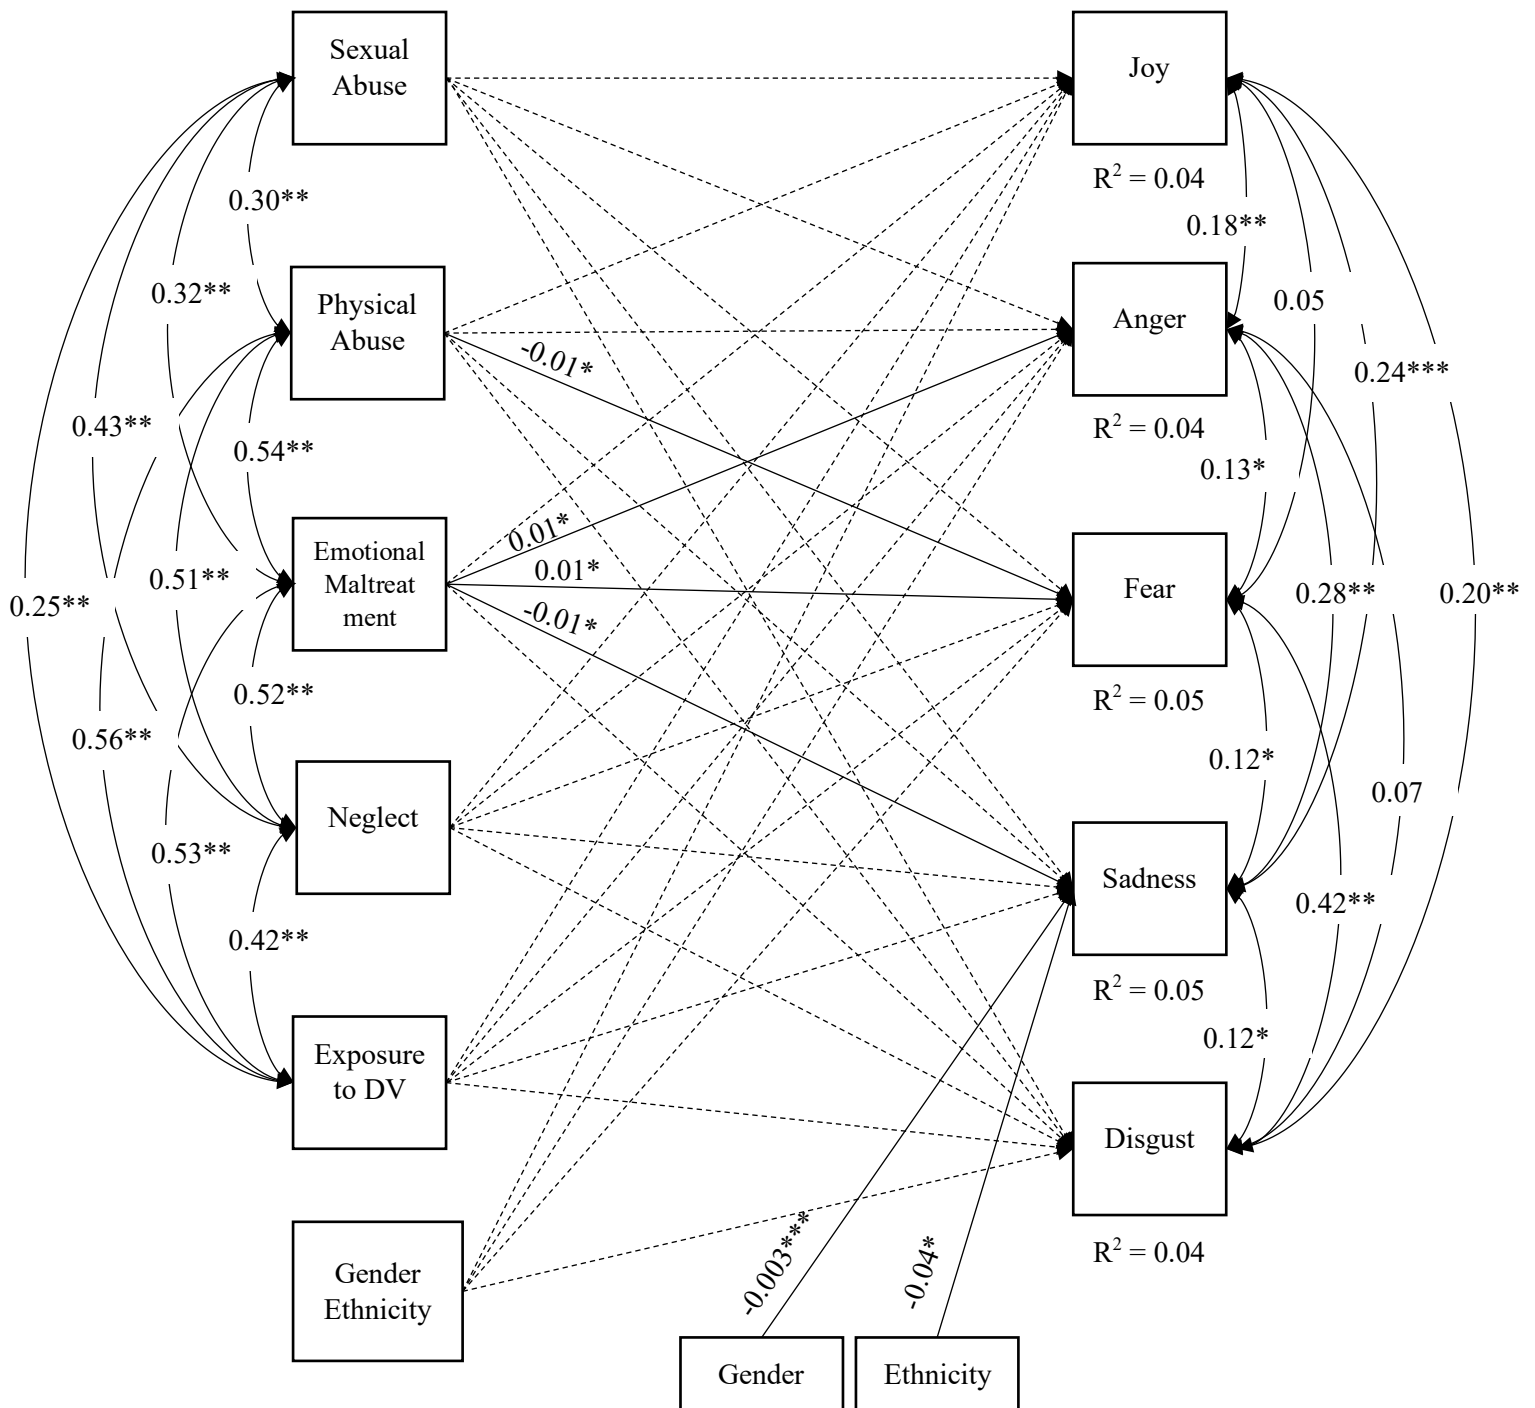 Sexual
Abuse
Joy
R² = 0.04
0.30**
0.18**
0.32**
Physical
Abuse
Anger
0.05
-0.01*
0.24***
0.43**
R² = 0.04
0.54**
0.13*
0.01*
Emotional
Maltreat
ment
0.01*
-0.01*
Fear
0.51**
0.25**
0.28**
0.20**
R² = 0.05
0.52**
0.56**
0.12*
0.07
Neglect
0.53**
Sadness
0.42**
0.42**
R² = 0.05
0.12*
Exposure
to DV
Disgust
R² = 0.04
Gender
Ethnicity
-0.003***
-0.04*
Gender
Ethnicity